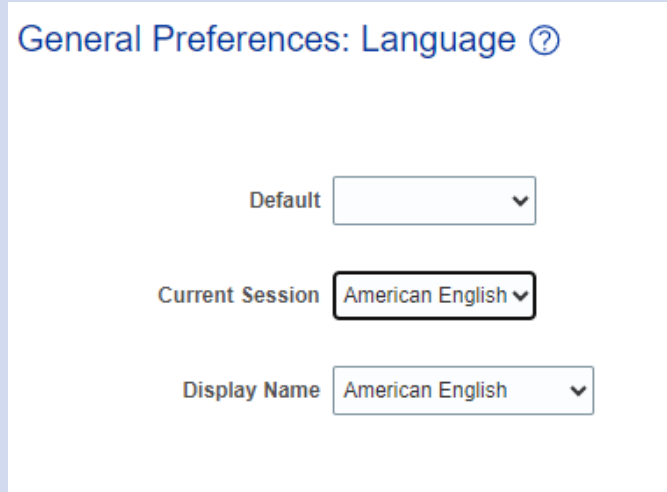 General Preferences: Language ?
Default
Current Session American English
Display Name American English